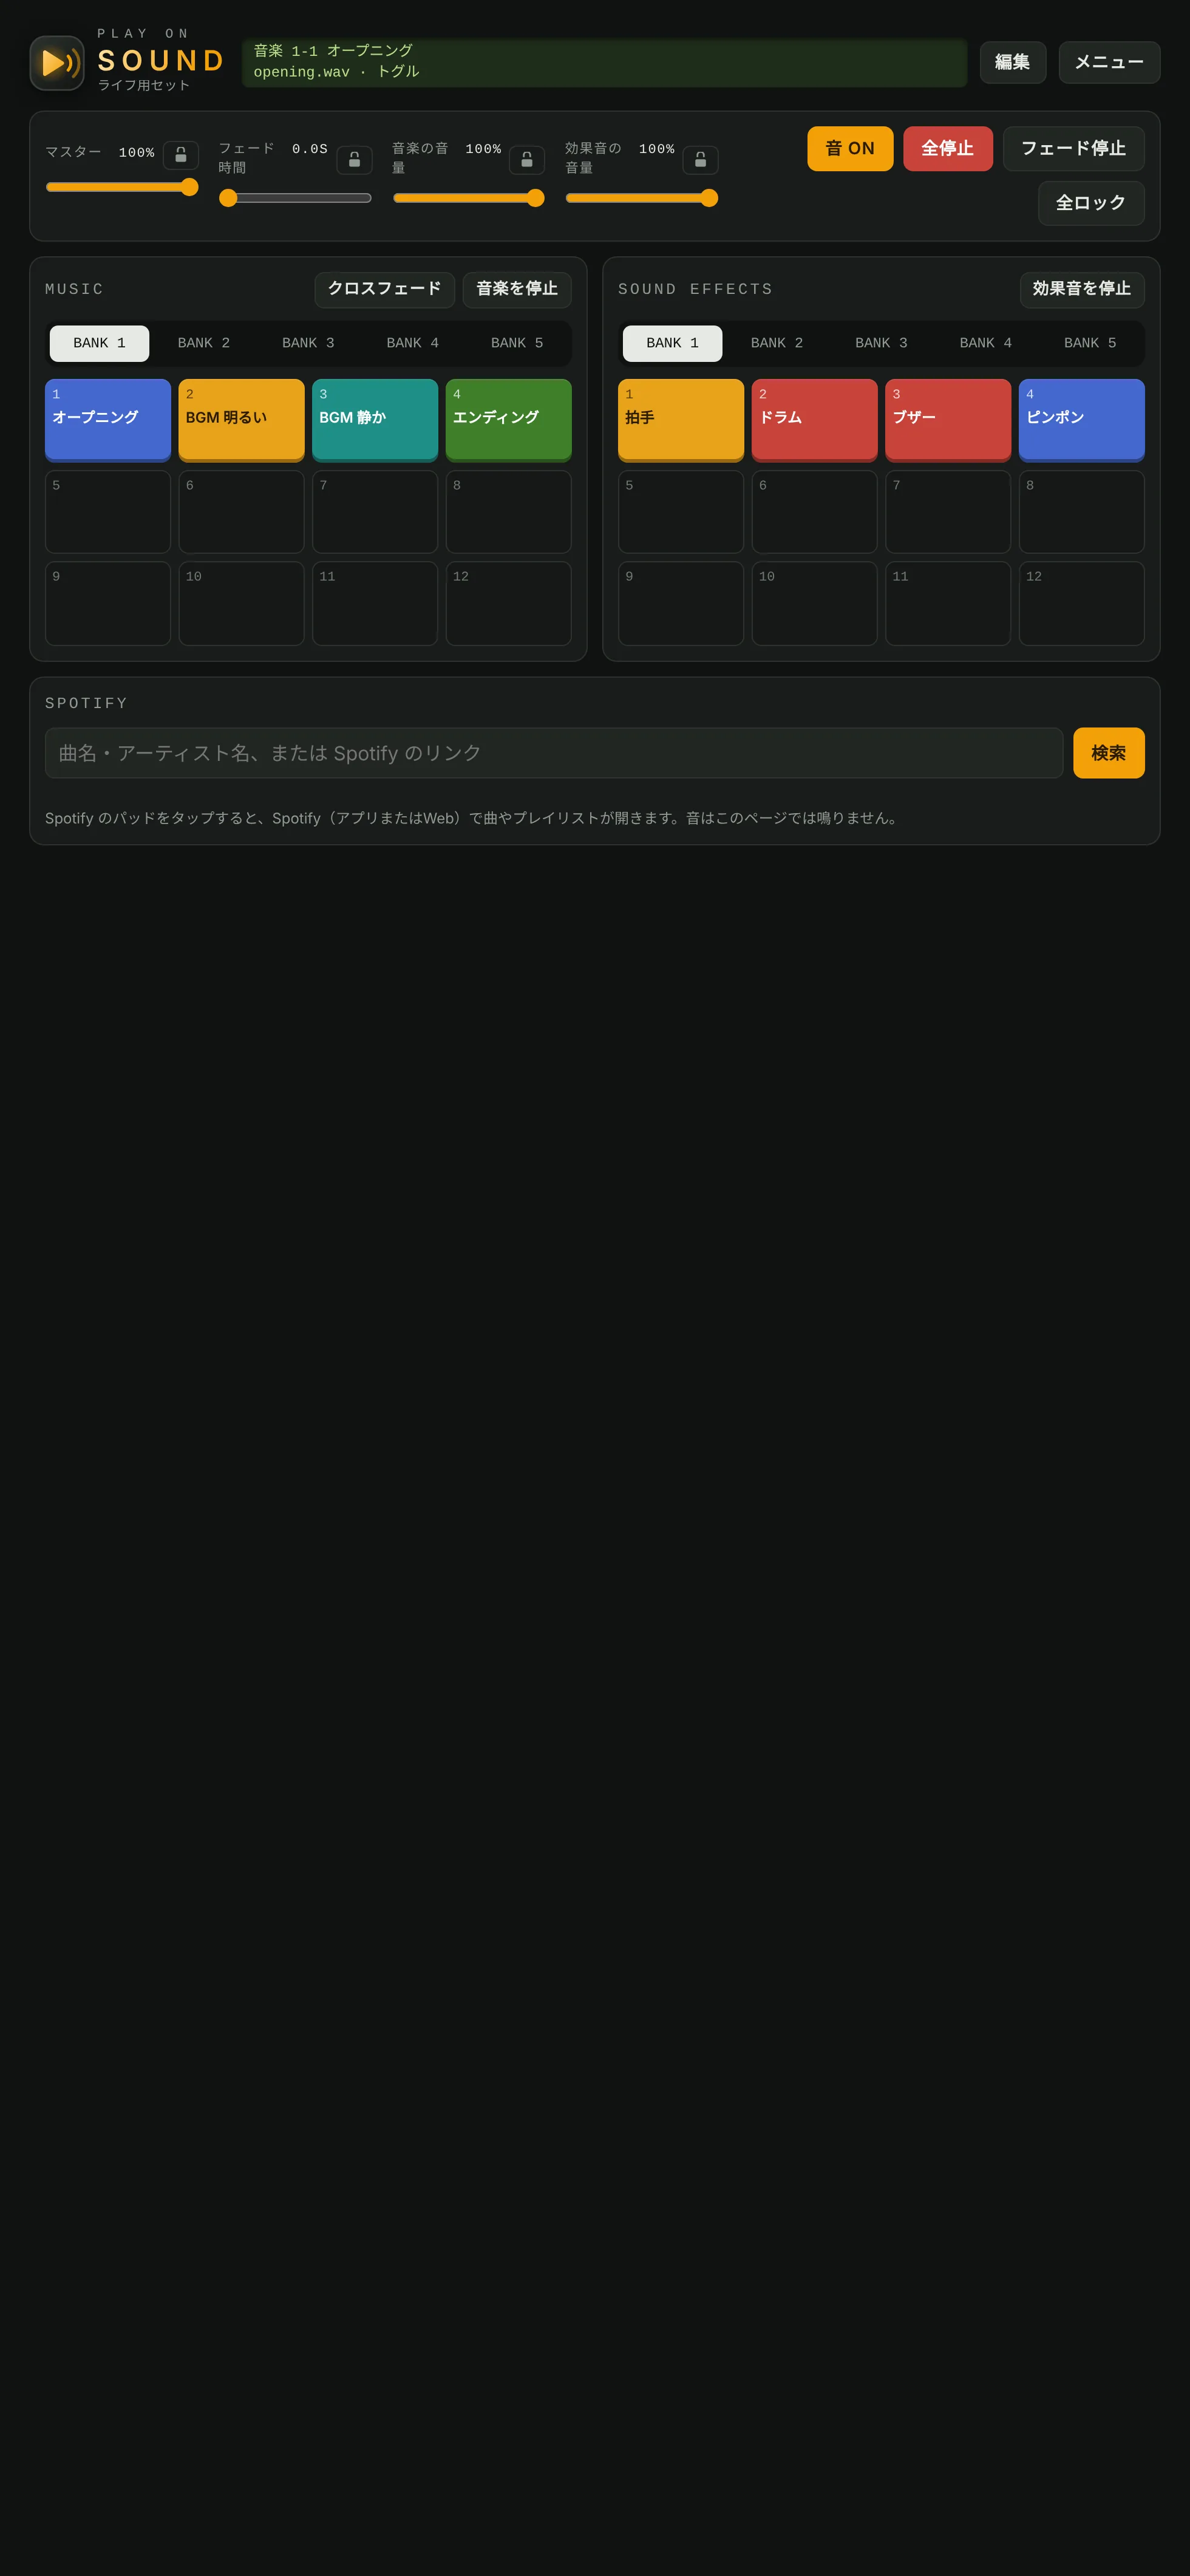 PLAY ON
SOUND
ライフ用セット
音楽 1-1 オープニング
opening.wav · トグル
編集
メニュー
マスター 100%
フェード時間 0.0S
音楽の音量 100%
効果音の音量 100%
音 ON
全停止
フェード停止
全ロック
MUSIC
クロスフェード
音楽を停止
BANK 1
BANK 2
BANK 3
BANK 4
BANK 5
1
オープニング
2
BGM 明るい
3
BGM 静か
4
エンディング
5
6
7
8
9
10
11
12
SOUND EFFECTS
効果音を停止
BANK 1
BANK 2
BANK 3
BANK 4
BANK 5
1
拍手
2
ドラム
3
ブザー
4
ピンポン
5
6
7
8
9
10
11
12
SPOTIFY
曲名・アーティスト名、または Spotify のリンク
検索
Spotify のパッドをタップすると、Spotify（アプリまたはWeb）で曲やプレイリストが開きます。音はこのページでは鳴りません。